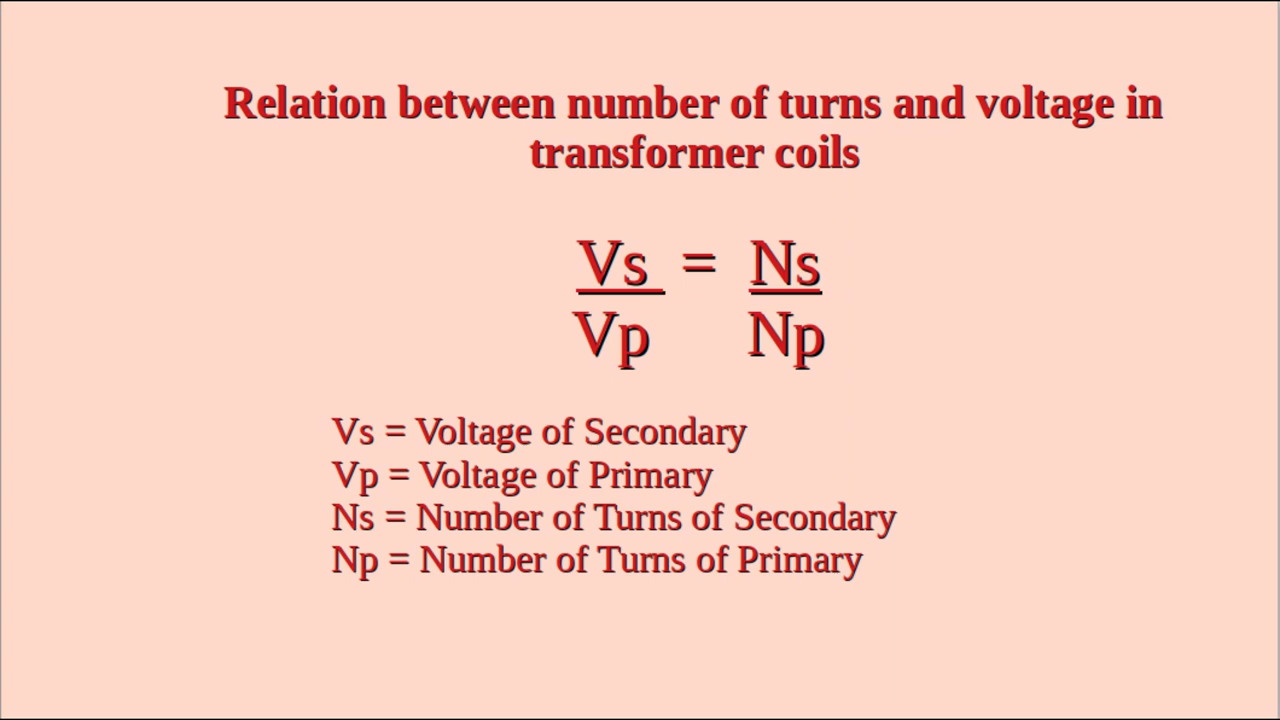 Relation between number of turns and voltage in
transformer coils
Vs = Ns
Vp Np
Vs = Voltage of Secondary
Vp = Voltage of Primary
Ns = Number of Turns of Secondary
Np = Number of Turns of Primary